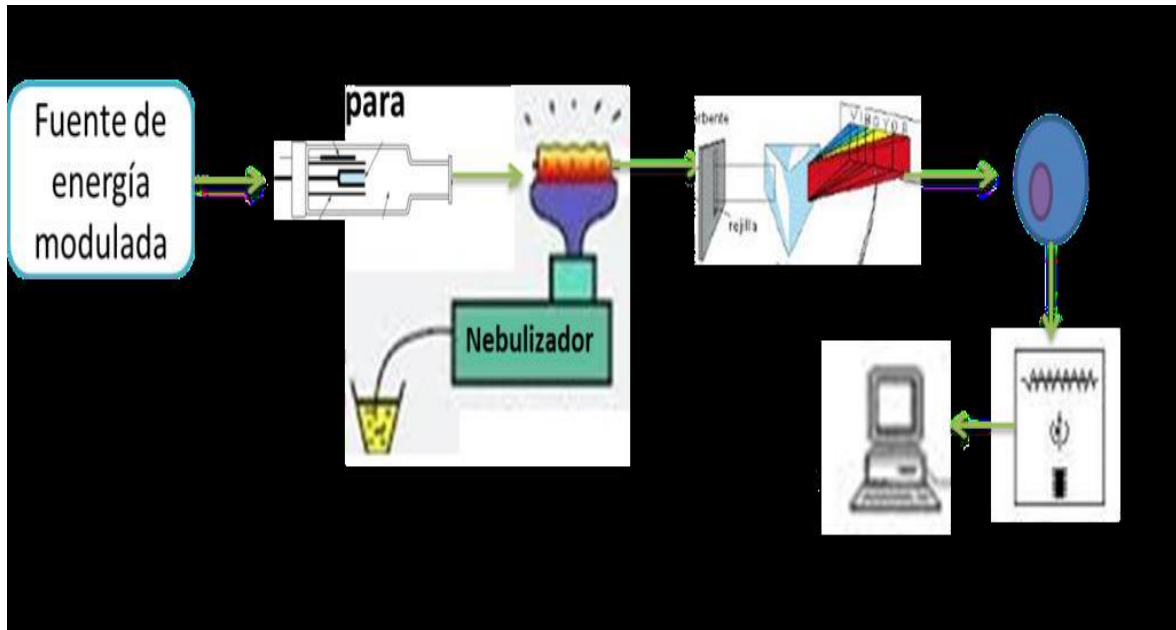 Fuente de
energía
modulada
para
Nebulizador
rejilla
V I B G Y O R